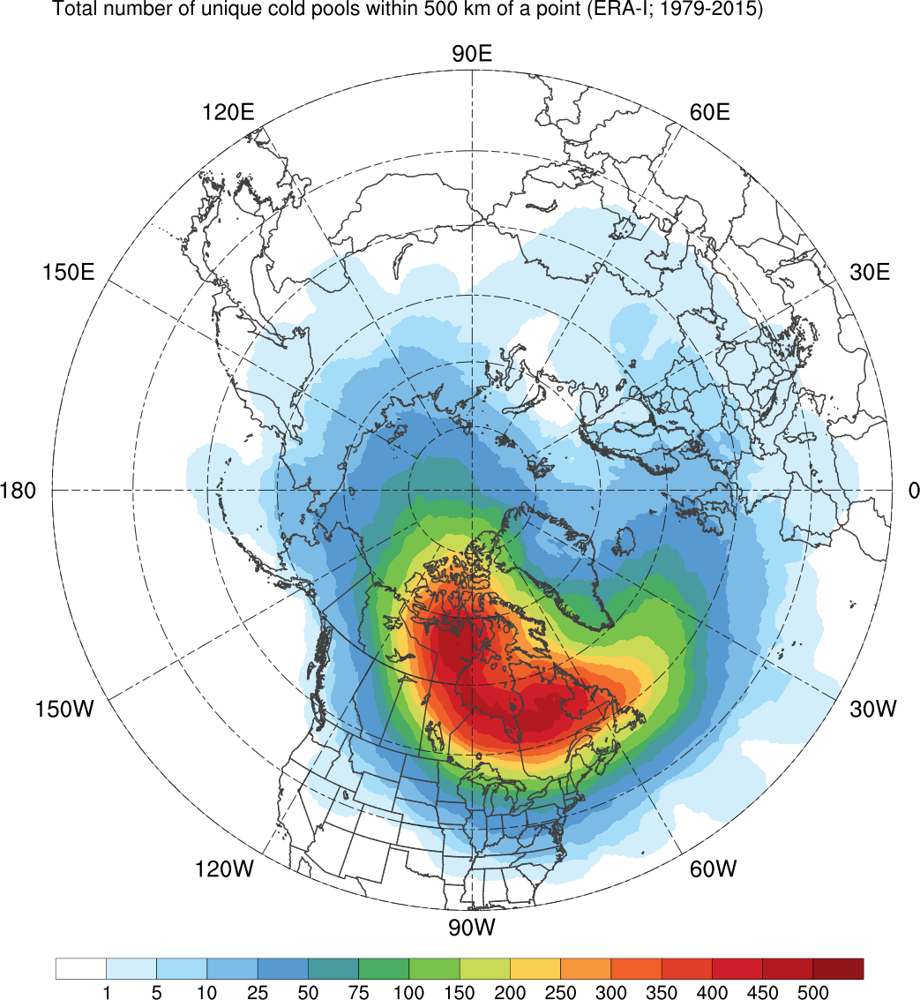 Total number of unique cold pools within 500 km of a point (ERA-I; 1979-2015)
90E
120E 60E
150E 30E
180 0
150W 30W
120W 60W
90W
1 5 10 25 50 75 100 150 200 250 300 350 400 450 500